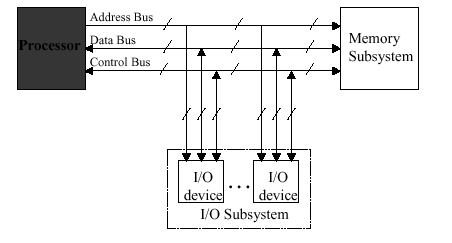 Address Bus
Processor
Data Bus
Control Bus
Memory
Subsystem
I/O
device
...
I/O
device
I/O Subsystem